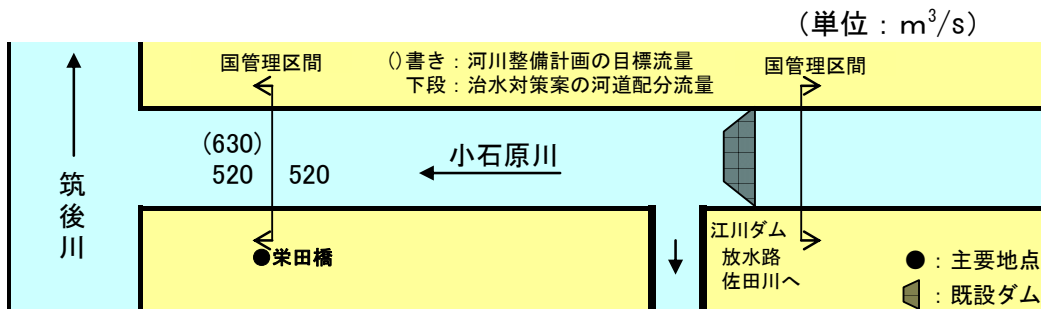 (単位：m³/s)
国管理区間
()書き：河川整備計画の目標流量
下段：治水対策案の河道配分流量
国管理区間
(630)
520
520
小石原川
筑後川
●栄田橋
江川ダム
放水路
佐田川へ
●：主要地点
：既設ダム